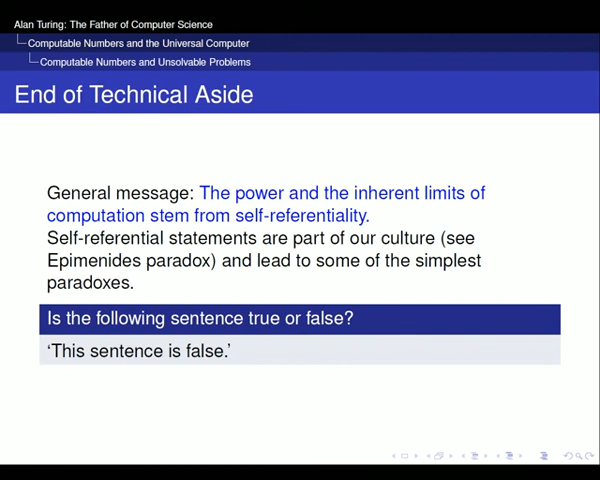 Alan Turing: The Father of Computer Science
Computable Numbers and the Universal Computer
Computable Numbers and Unsolvable Problems
End of Technical Aside
General message: The power and the inherent limits of
computation stem from self-referentiality.
Self-referential statements are part of our culture (see
Epimenides paradox) and lead to some of the simplest
paradoxes.
Is the following sentence true or false?
‘This sentence is false.’